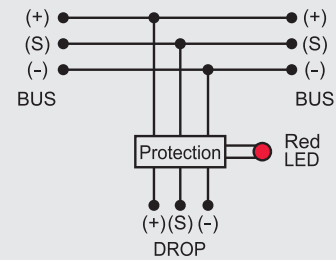 (+) (+)
(S) (S)
(-) (-)
BUS BUS
Protection Red
LED
(+) (S) (-)
DROP